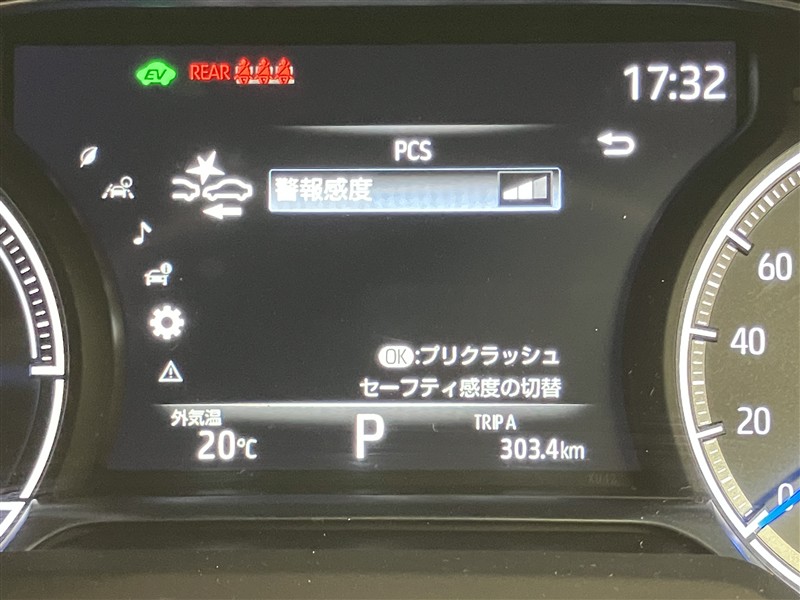 EV REAR
17:32
PCS
警報感度
OK:プリクラッシュ
セーフティ感度の切替
外気温
20℃
P
TRIP A
303.4km
60
40
20
0